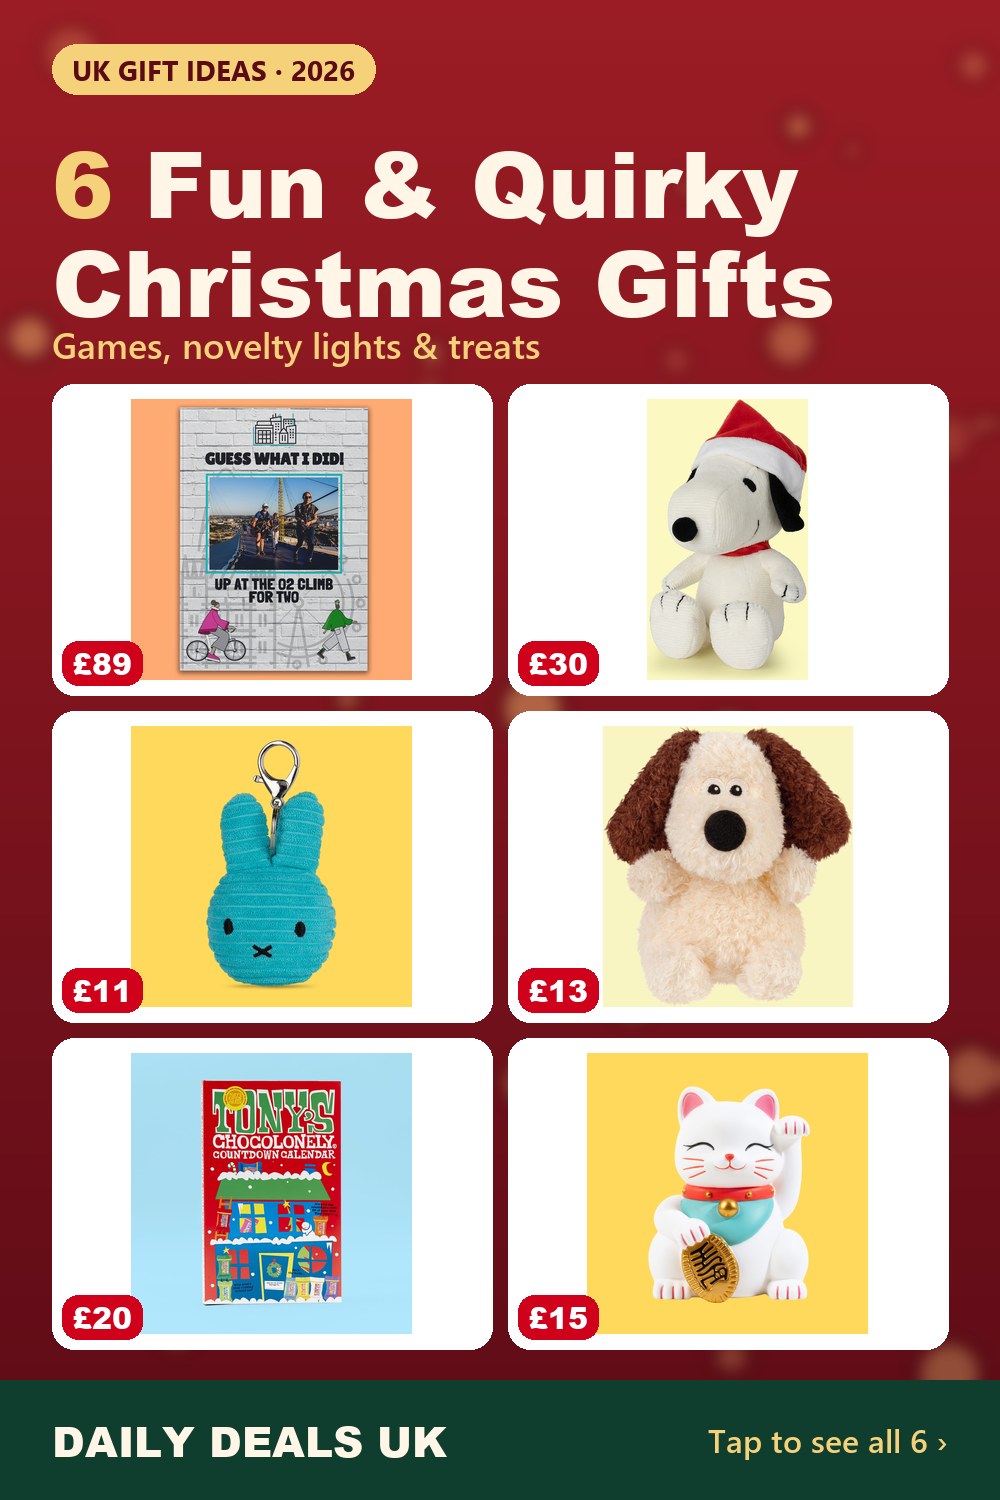 UK GIFT IDEAS · 2026
6 Fun & Quirky
Christmas Gifts
Games, novelty lights & treats
GUESS WHAT I DID!
UP AT THE O2 CLIMB
FOR TWO
£89
£30
£11
£13
TONY'S
CHOCOLONELY
COUNTDOWN CALENDAR
£20
£15
DAILY DEALS UK
Tap to see all 6 ›